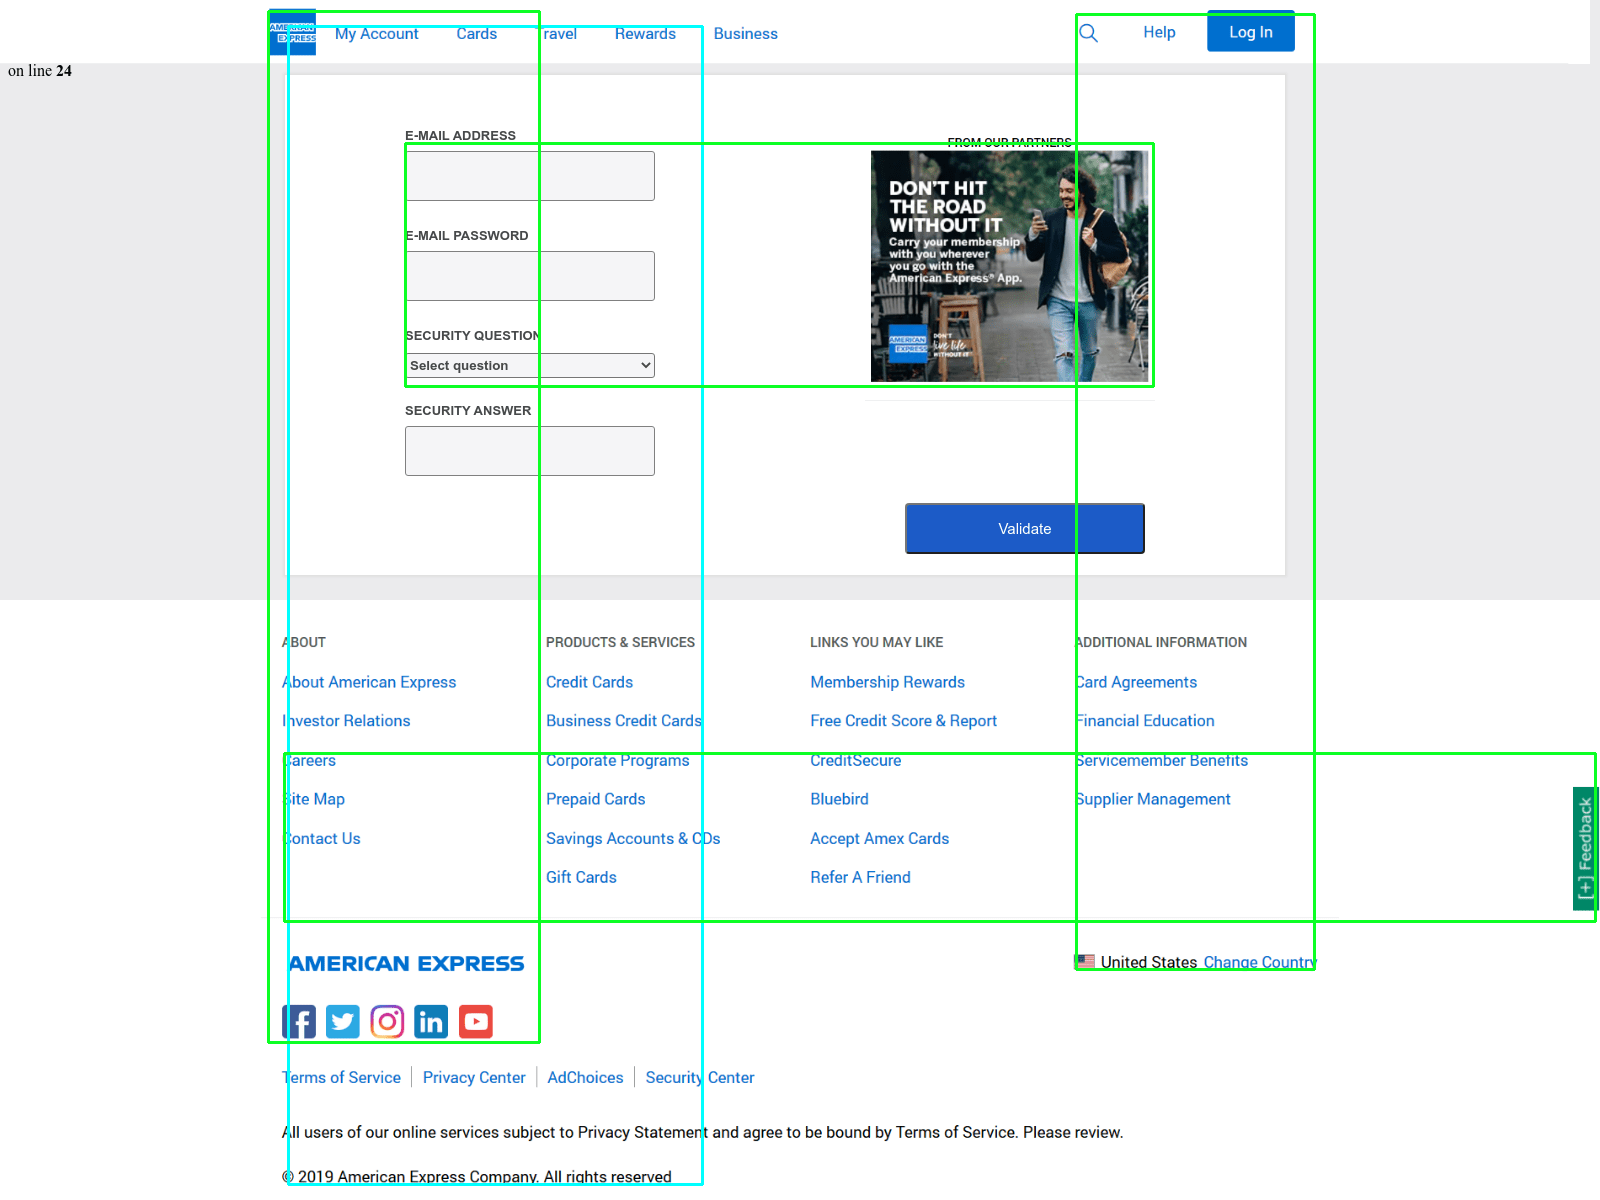 AMERICAN EXPRESS
My Account Cards Travel Rewards Business Help Log In
on line 24
E-MAIL ADDRESS
E-MAIL PASSWORD
SECURITY QUESTION
Select question
SECURITY ANSWER
FROM OUR PARTNERS
DON'T HIT
THE ROAD
WITHOUT IT
Carry your membership
with you wherever
you go with the
American Express® App.
AMERICAN EXPRESS
DON'T
live life
WITHOUT IT
Validate
ABOUT
About American Express
Investor Relations
Careers
Site Map
Contact Us
PRODUCTS & SERVICES
Credit Cards
Business Credit Cards
Corporate Programs
Prepaid Cards
Savings Accounts & CDs
Gift Cards
LINKS YOU MAY LIKE
Membership Rewards
Free Credit Score & Report
CreditSecure
Bluebird
Accept Amex Cards
Refer A Friend
ADDITIONAL INFORMATION
Card Agreements
Financial Education
Servicemember Benefits
Supplier Management
[+] Feedback
AMERICAN EXPRESS
United States Change Country
Terms of Service Privacy Center AdChoices Security Center
All users of our online services subject to Privacy Statement and agree to be bound by Terms of Service. Please review.
© 2019 American Express Company. All rights reserved